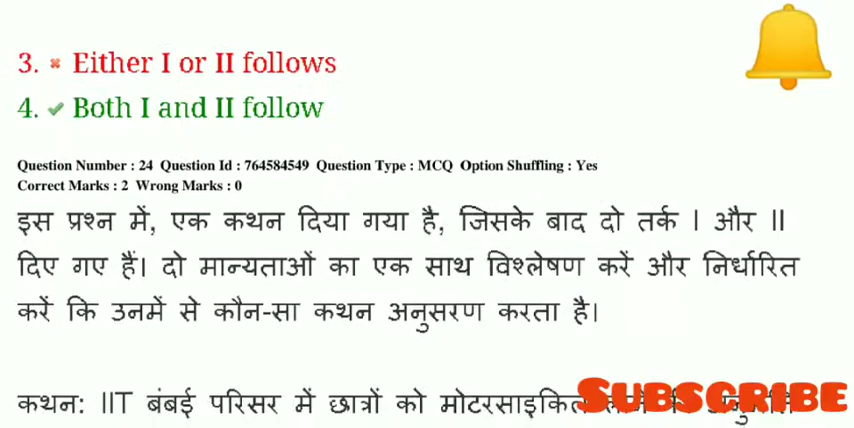 3. Either I or II follows
4. Both I and II follow
Question Number : 24 Question Id : 764584549 Question Type : MCQ Option Shuffling : Yes
Correct Marks : 2 Wrong Marks : 0
इस प्रश्न में, एक कथन दिया गया है, जिसके बाद दो तर्क I और II
दिए गए हैं। दो मान्यताओं का एक साथ विश्लेषण करें और निर्धारित
करें कि उनमें से कौन-सा कथन अनुसरण करता है।
कथन: IIT बंबई परिसर में छात्रों को
SUBSCRIBE